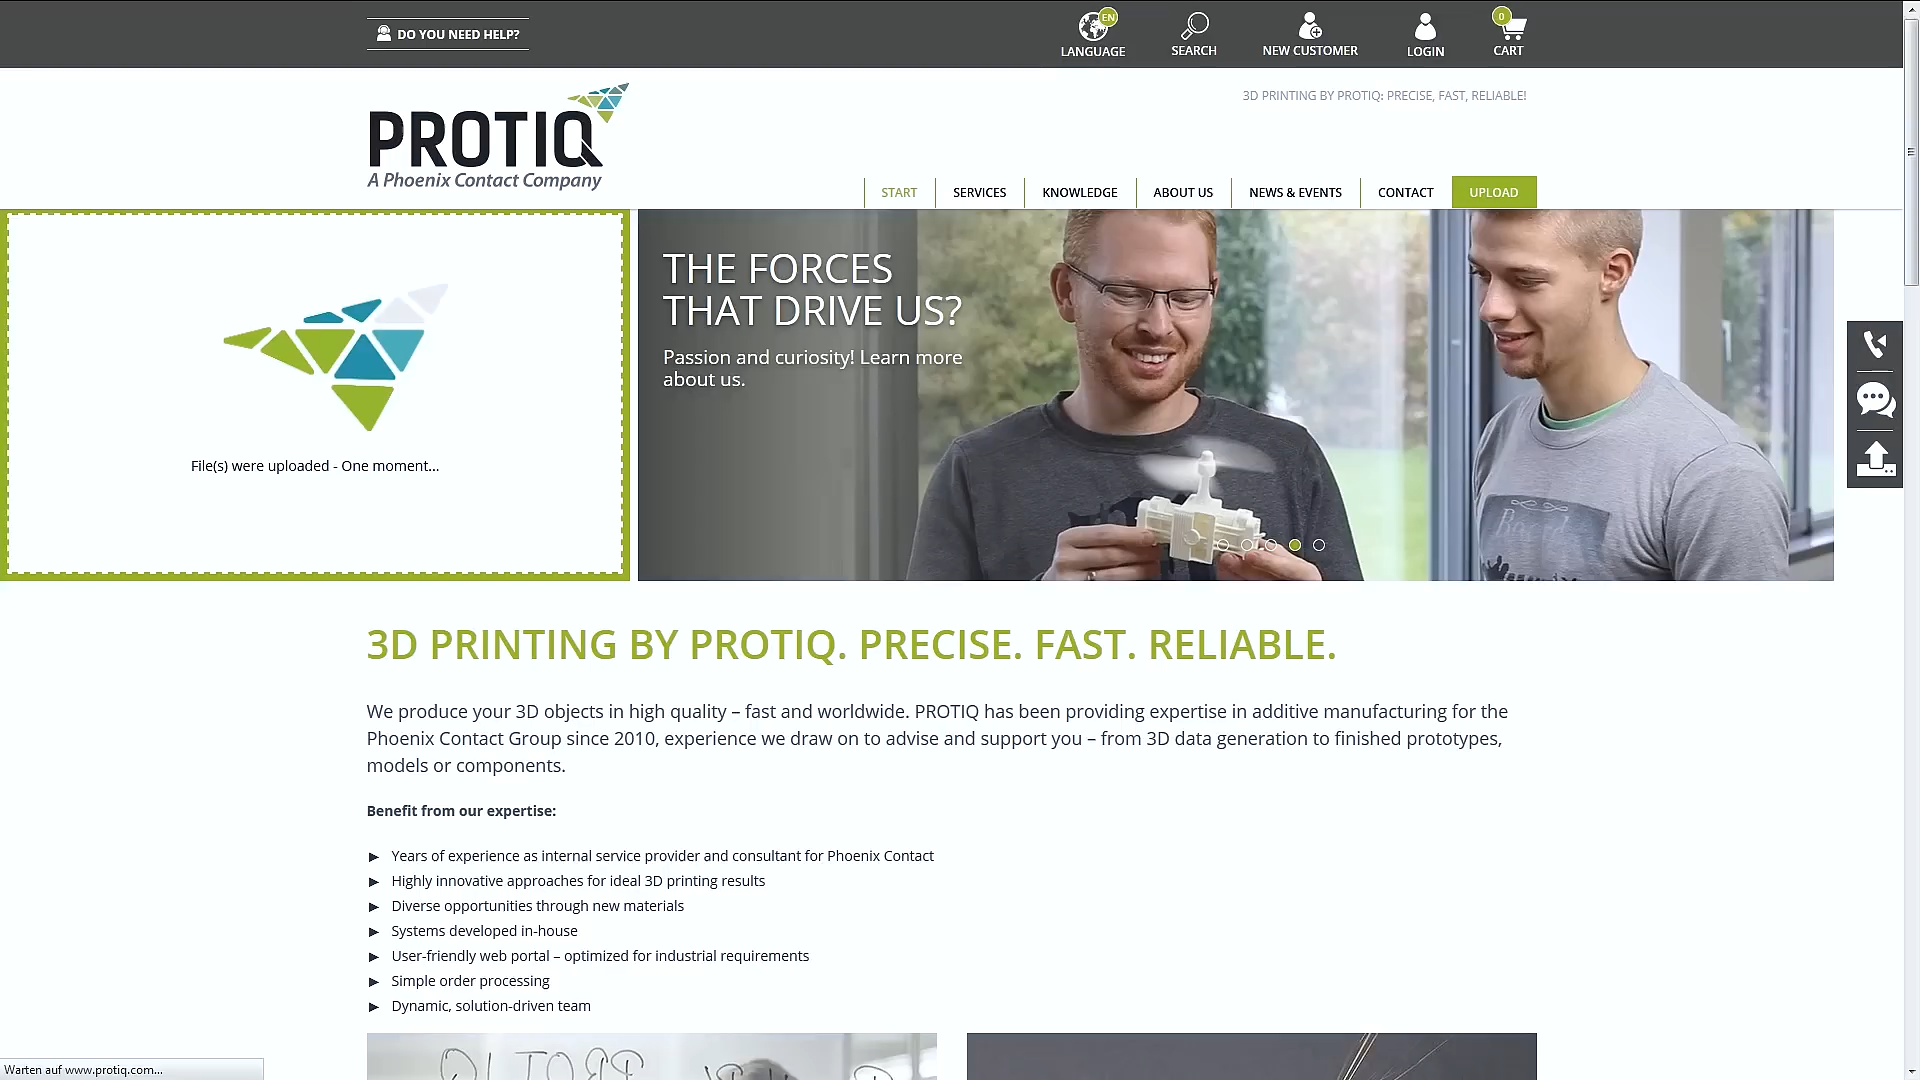 DO YOU NEED HELP?
EN
LANGUAGE
SEARCH
NEW CUSTOMER
LOGIN
0
CART
PROTIQ
A Phoenix Contact Company
3D PRINTING BY PROTIQ: PRECISE, FAST, RELIABLE!
START
SERVICES
KNOWLEDGE
ABOUT US
NEWS & EVENTS
CONTACT
UPLOAD
File(s) were uploaded - One moment...
THE FORCES
THAT DRIVE US?
Passion and curiosity! Learn more
about us.
3D PRINTING BY PROTIQ. PRECISE. FAST. RELIABLE.
We produce your 3D objects in high quality – fast and worldwide. PROTIQ has been providing expertise in additive manufacturing for the
Phoenix Contact Group since 2010, experience we draw on to advise and support you – from 3D data generation to finished prototypes,
models or components.
Benefit from our expertise:
Years of experience as internal service provider and consultant for Phoenix Contact
Highly innovative approaches for ideal 3D printing results
Diverse opportunities through new materials
Systems developed in-house
User-friendly web portal – optimized for industrial requirements
Simple order processing
Dynamic, solution-driven team
Warten auf www.protiq.com...